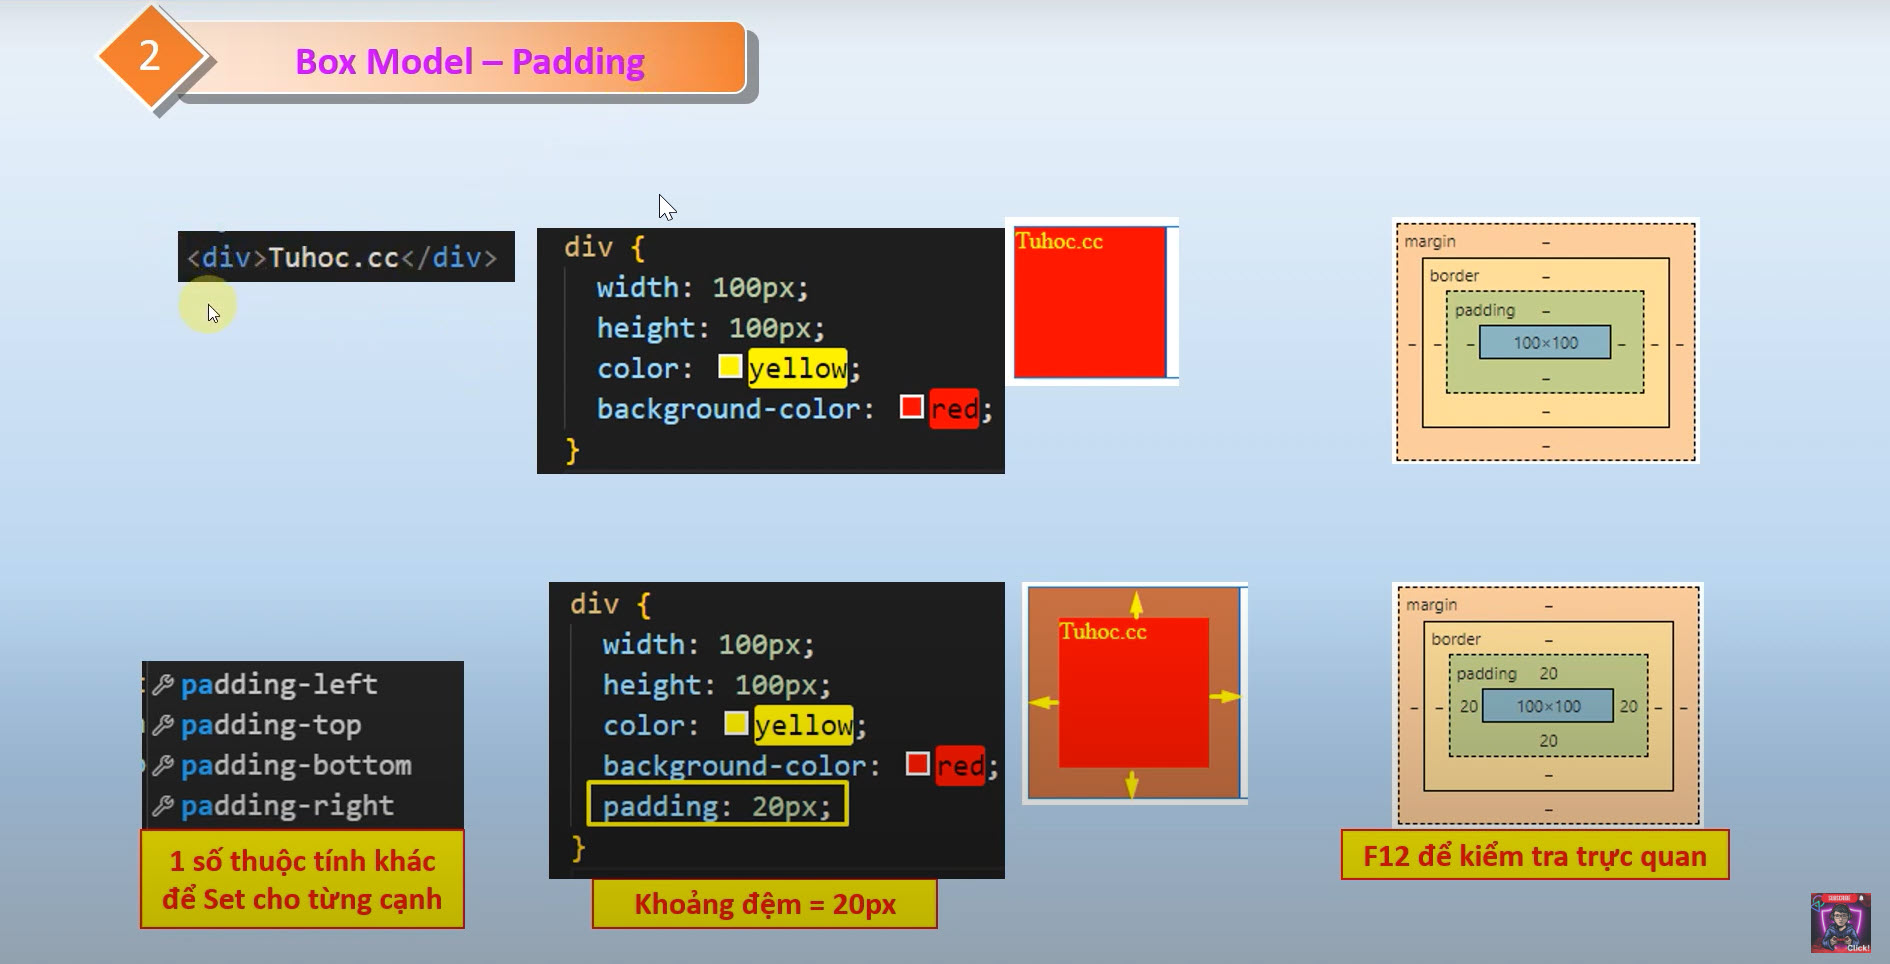 2
Box Model – Padding
<div>Tuhoc.cc</div>
div {
width: 100px;
height: 100px;
color: yellow;
background-color: red;
}
Tuhoc.cc
margin –
border –
padding –
– – – 100×100 – – –
–
–
–
padding-left
padding-top
padding-bottom
padding-right
1 số thuộc tính khác
để Set cho từng cạnh
div {
width: 100px;
height: 100px;
color: yellow;
background-color: red;
padding: 20px;
}
Khoảng đệm = 20px
Tuhoc.cc
margin –
border –
padding 20
– – 20 100×100 20 – –
20
–
–
F12 để kiểm tra trực quan
SUBSCRIBE
Click!